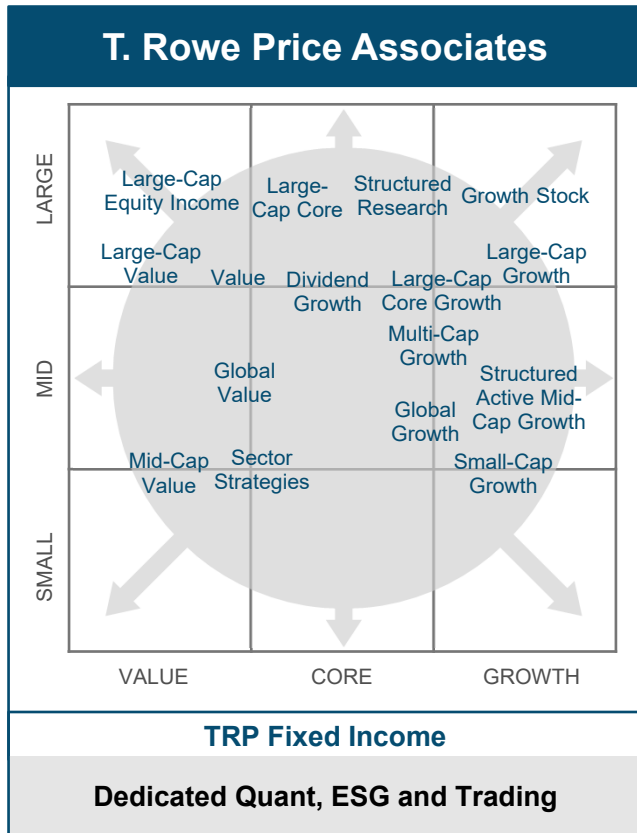 T. Rowe Price Associates
LARGE
Large-Cap
Equity Income
Large-
Cap Core
Structured
Research
Growth Stock
Large-Cap
Value
Value
Dividend
Growth
Large-Cap
Core Growth
Large-Cap
Growth
MID
Multi-Cap
Growth
Global
Value
Structured
Active Mid-
Cap Growth
Global
Growth
Mid-Cap
Value
Sector
Strategies
Small-Cap
Growth
SMALL
VALUE
CORE
GROWTH
TRP Fixed Income
Dedicated Quant, ESG and Trading